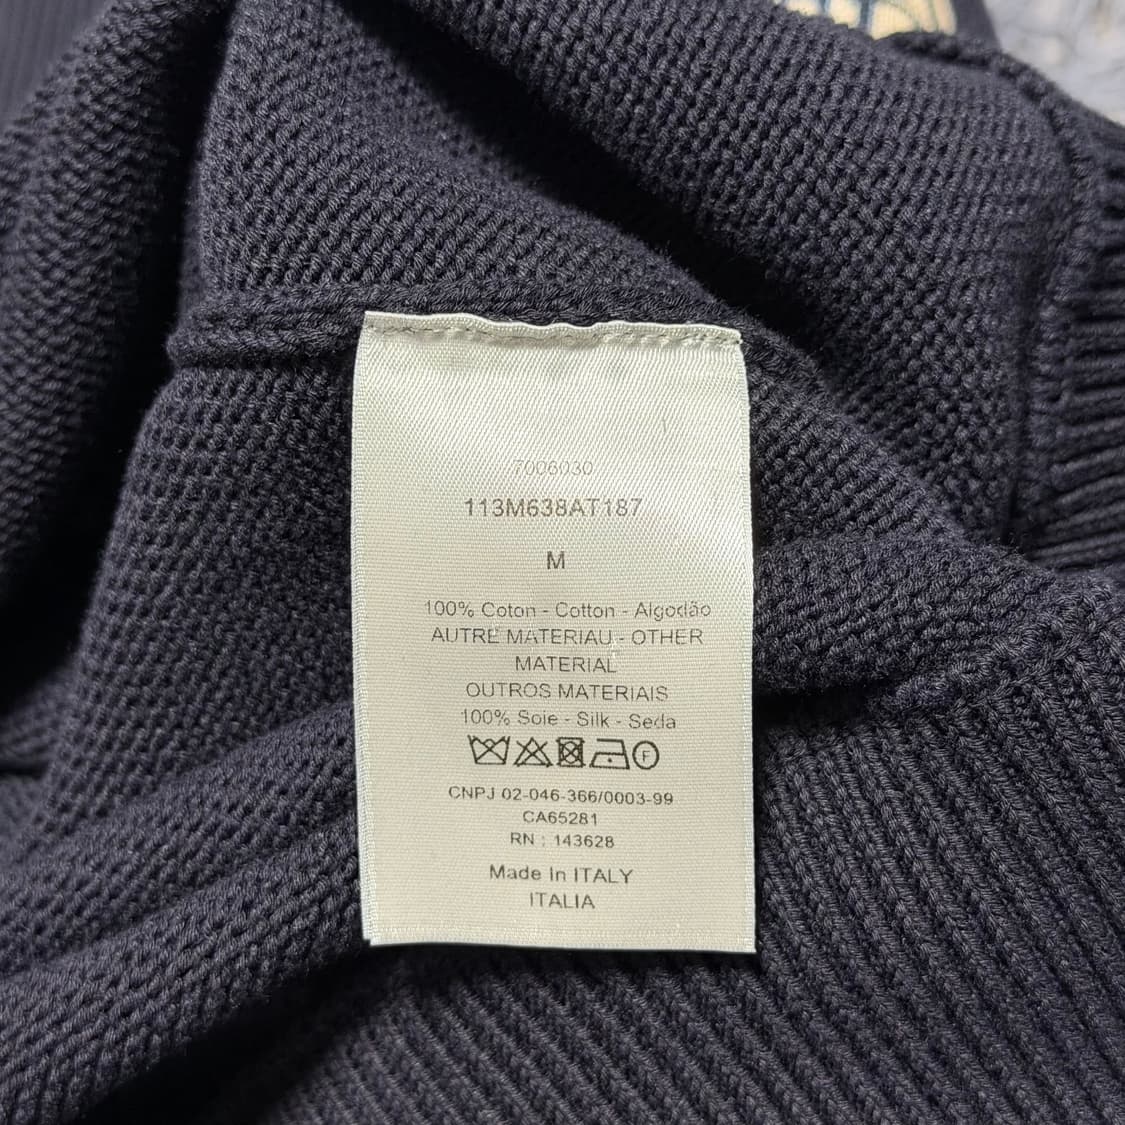 7006030
113M638AT187
M
100% Coton - Cotton - Algodão
AUTRE MATERIAU - OTHER
MATERIAL
OUTROS MATERIAIS
100% Soie - Silk - Seda
F
CNPJ 02-046-366/0003-99
CA65281
RN : 143628
Made In ITALY
ITALIA